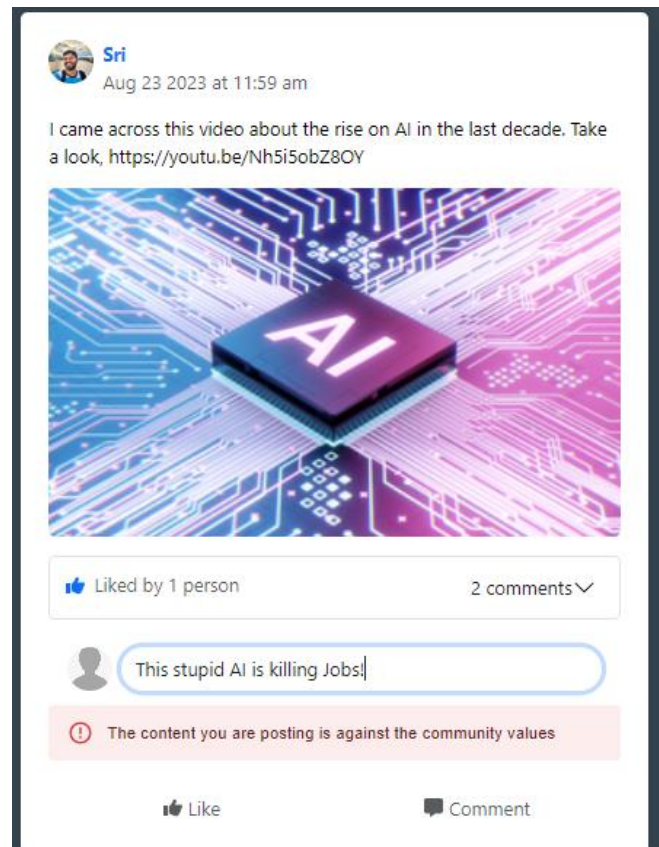 Sri
Aug 23 2023 at 11:59 am
I came across this video about the rise on AI in the last decade. Take
a look, https://youtu.be/Nh5i5obZ8OY
AI
Liked by 1 person
2 comments
This stupid AI is killing Jobs!
The content you are posting is against the community values
Like
Comment